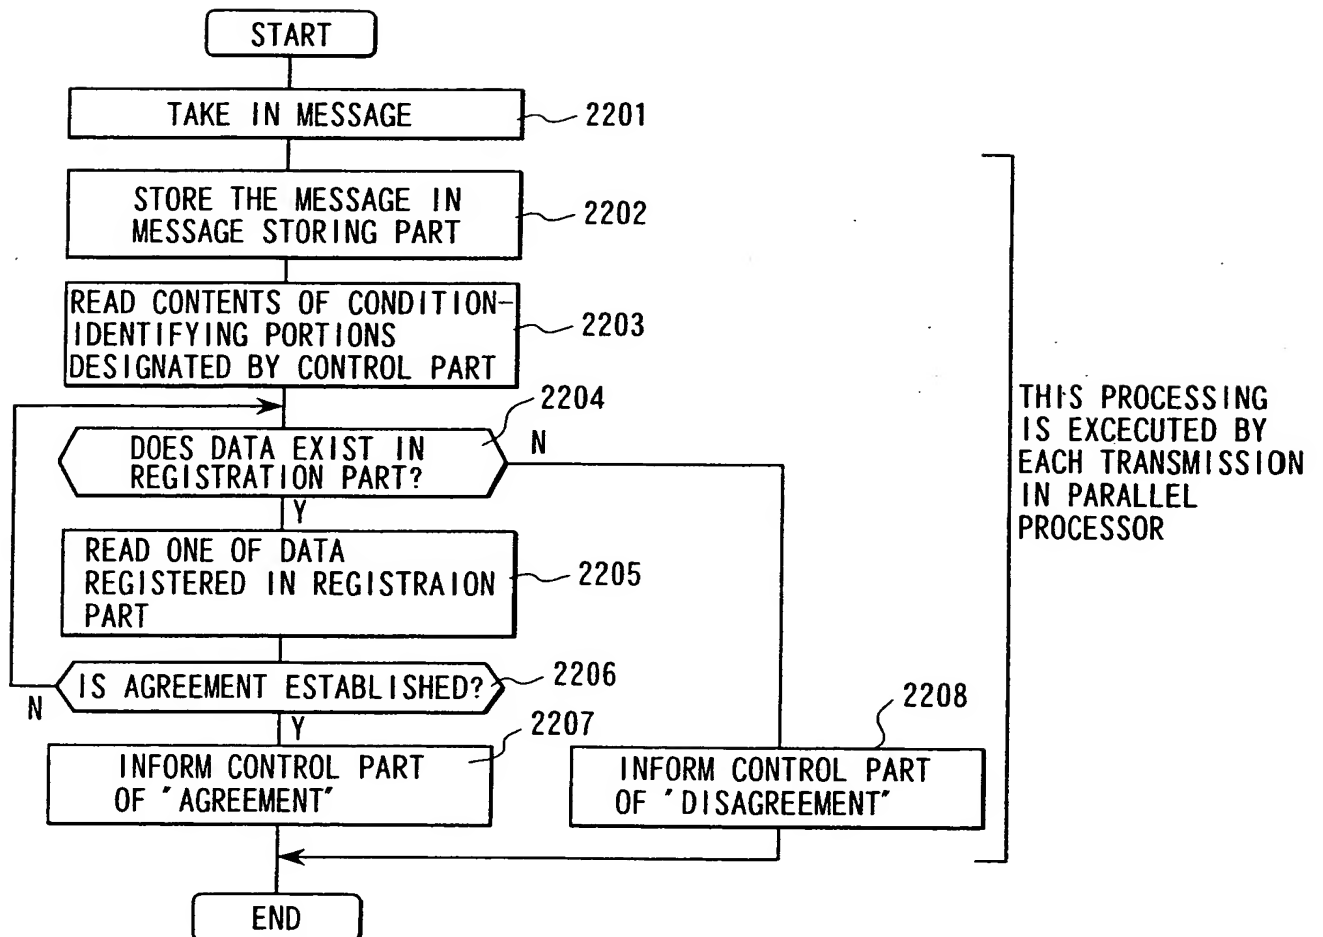 START
TAKE IN MESSAGE
2201
STORE THE MESSAGE IN
MESSAGE STORING PART
2202
READ CONTENTS OF CONDITION-
IDENTIFYING PORTIONS
DESIGNATED BY CONTROL PART
2203
2204
DOES DATA EXIST IN
REGISTRATION PART?
N
Y
READ ONE OF DATA
REGISTERED IN REGISTRAION
PART
2205
IS AGREEMENT ESTABLISHED?
2206
N
Y
2207
INFORM CONTROL PART
OF "AGREEMENT"
2208
INFORM CONTROL PART
OF "DISAGREEMENT"
END
THIS PROCESSING
IS EXCECUTED BY
EACH TRANSMISSION
IN PARALLEL
PROCESSOR